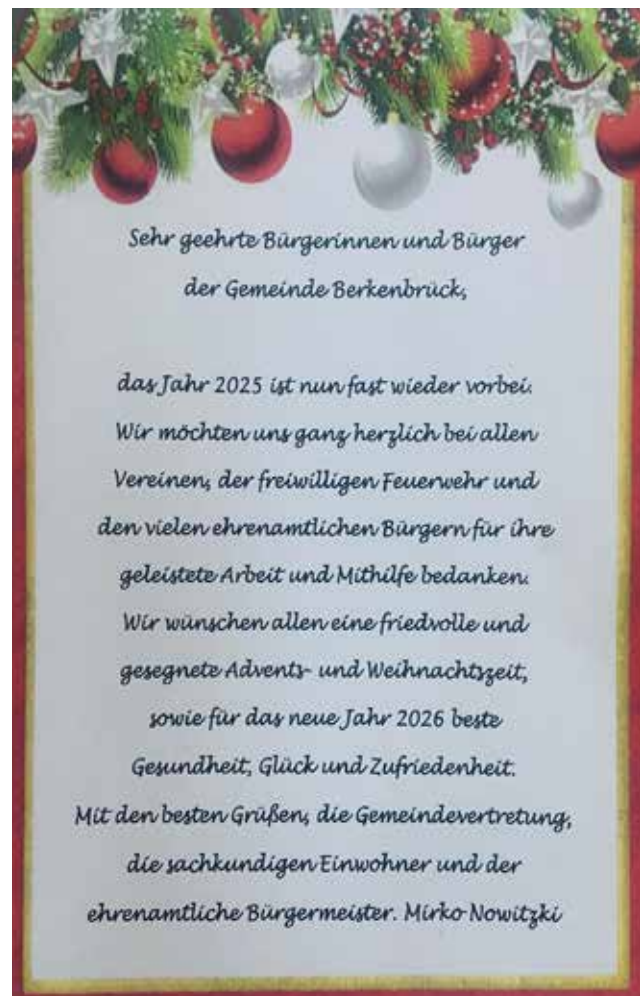 Sehr geehrte Bürgerinnen und Bürger
der Gemeinde Berkenbrück,
das Jahr 2025 ist nun fast wieder vorbei.
Wir möchten uns ganz herzlich bei allen
Vereinen, der freiwilligen Feuerwehr und
den vielen ehrenamtlichen Bürgern für ihre
geleistete Arbeit und Mithilfe bedanken.
Wir wünschen allen eine friedvolle und
gesegnete Advents- und Weihnachtszeit,
sowie für das neue Jahr 2026 beste
Gesundheit, Glück und Zufriedenheit.
Mit den besten Grüßen, die Gemeindevertretung,
die sachkundigen Einwohner und der
ehrenamtliche Bürgermeister. Mirko Nowitzki